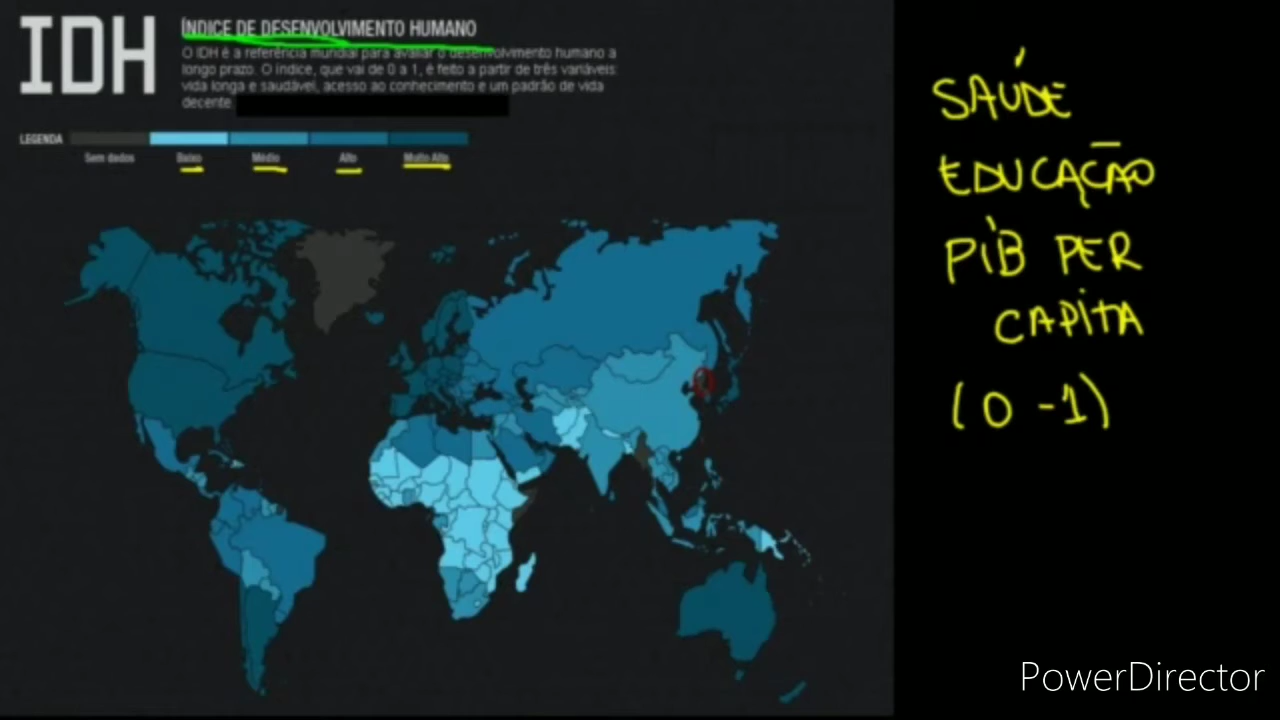 IDH
ÍNDICE DE DESENVOLVIMENTO HUMANO
O IDH é a referência mundial para avaliar o desenvolvimento humano a
longo prazo. O índice, que vai de 0 a 1, é feito a partir de três variáveis:
vida longa e saudável, acesso ao conhecimento e um padrão de vida
decente
LEGENDA
Sem dados Baixo Médio Alto Muito Alto
SAÚDE
EDUCAÇÃO
PIB PER
CAPITA
(0 - 1)
PowerDirector